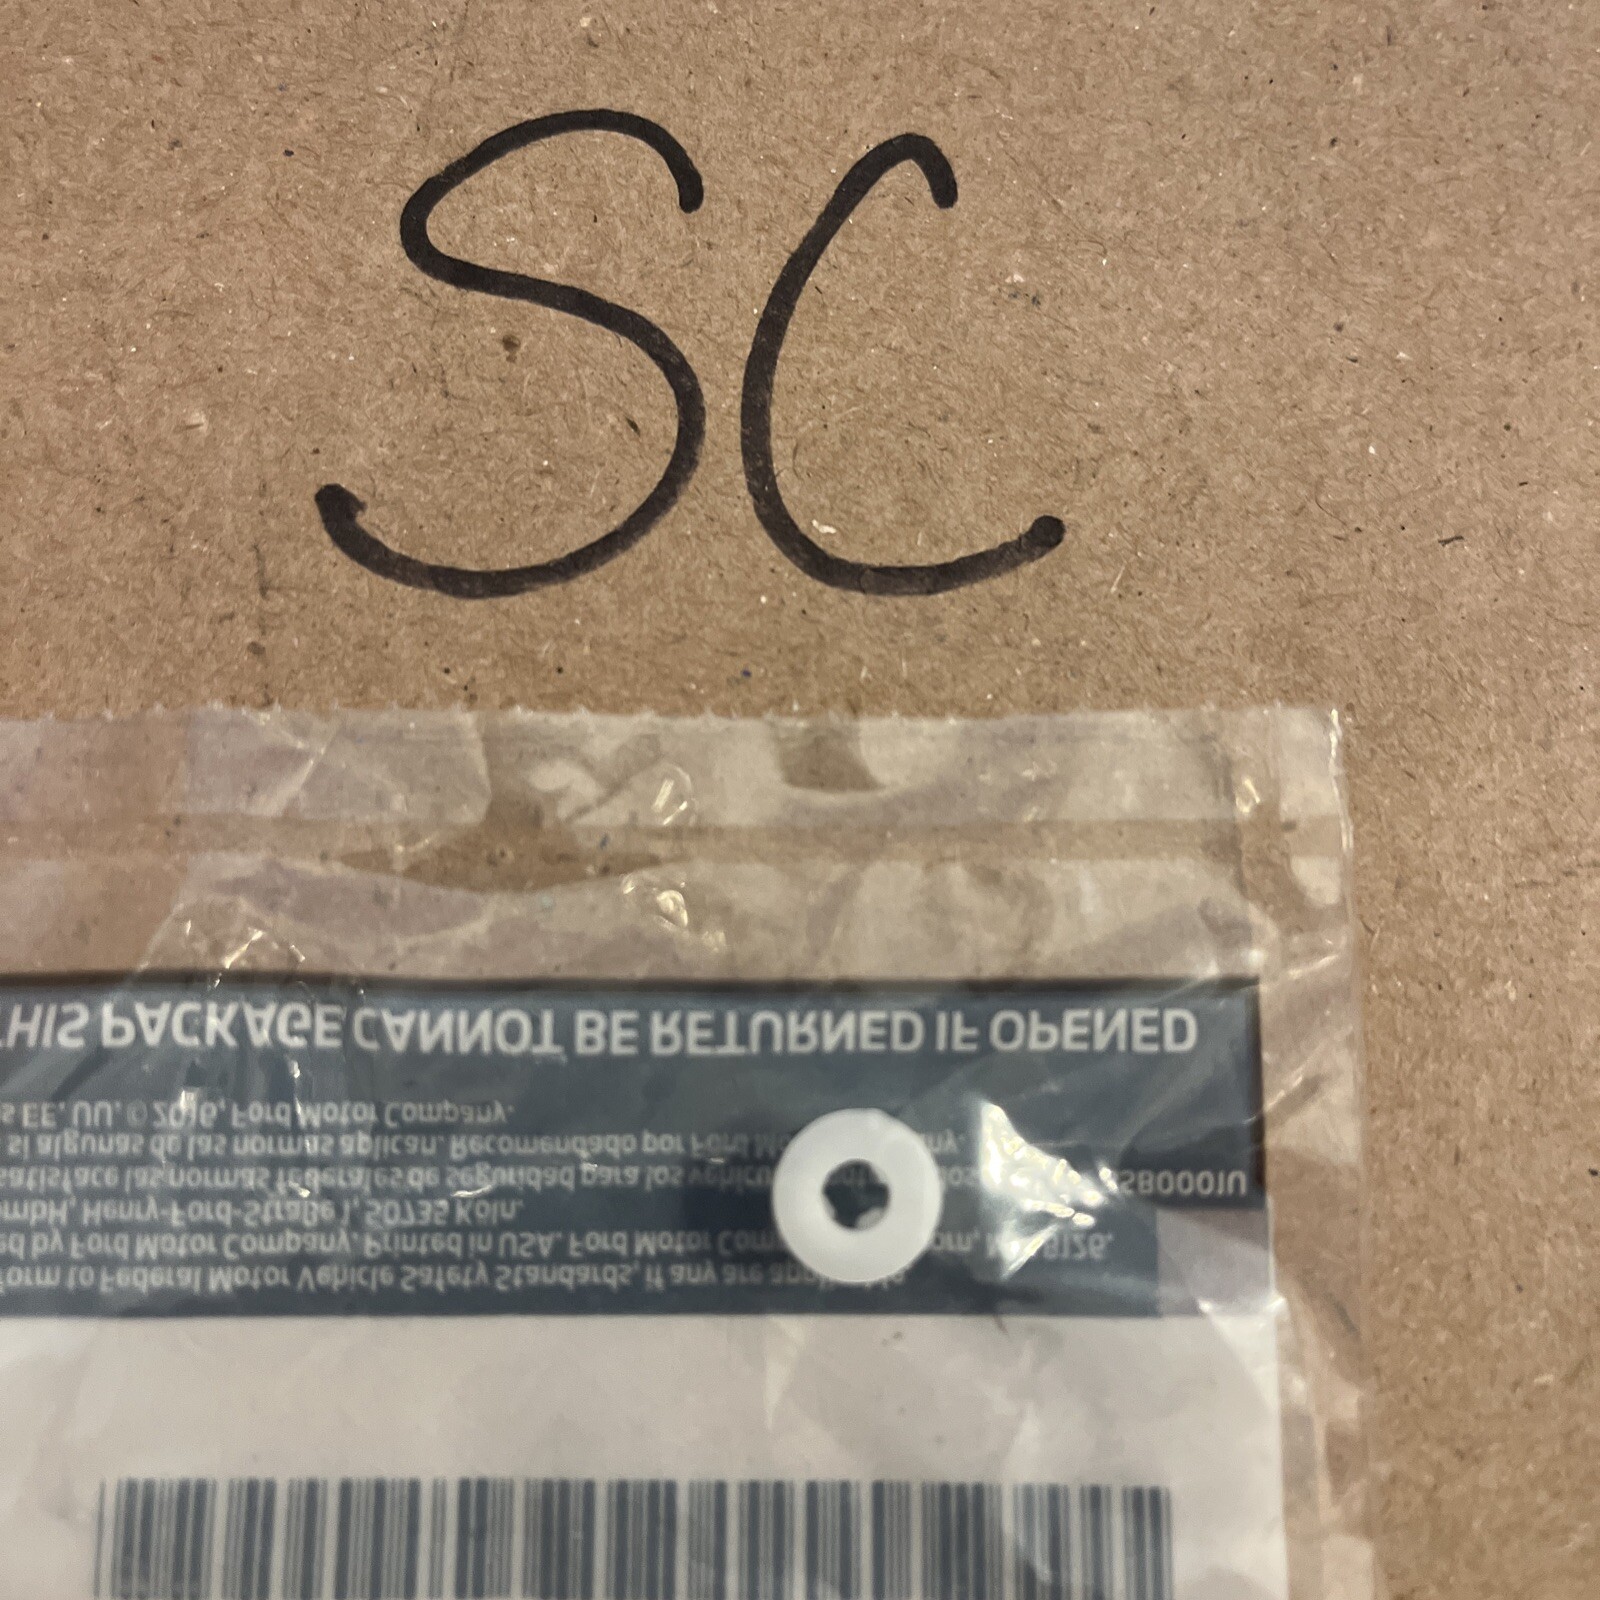 SC
THIS PACKAGE CANNOT BE RETURNED IF OPENED
s EE. UU. © 2016, Ford Motor Company.
si algunas de las normas aplican. Recomendado por Ford
satisface las normas federales de seguridad para los
mbH, Henry-Ford-Straße 1, 50735 Köln.
ed by Ford Motor Company. Printed in USA. Ford Motor
form to Federal Motor Vehicle Safety Standards, if any are